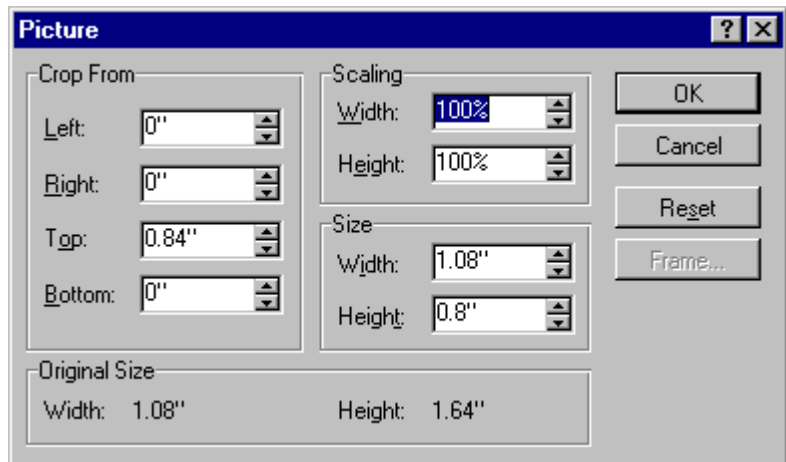 Picture
Crop From
Left: 0"
Right: 0"
Top: 0.84"
Bottom: 0"
Scaling
Width: 100%
Height: 100%
Size
Width: 1.08"
Height: 0.8"
OK
Cancel
Reset
Frame...
Original Size
Width: 1.08" Height: 1.64"